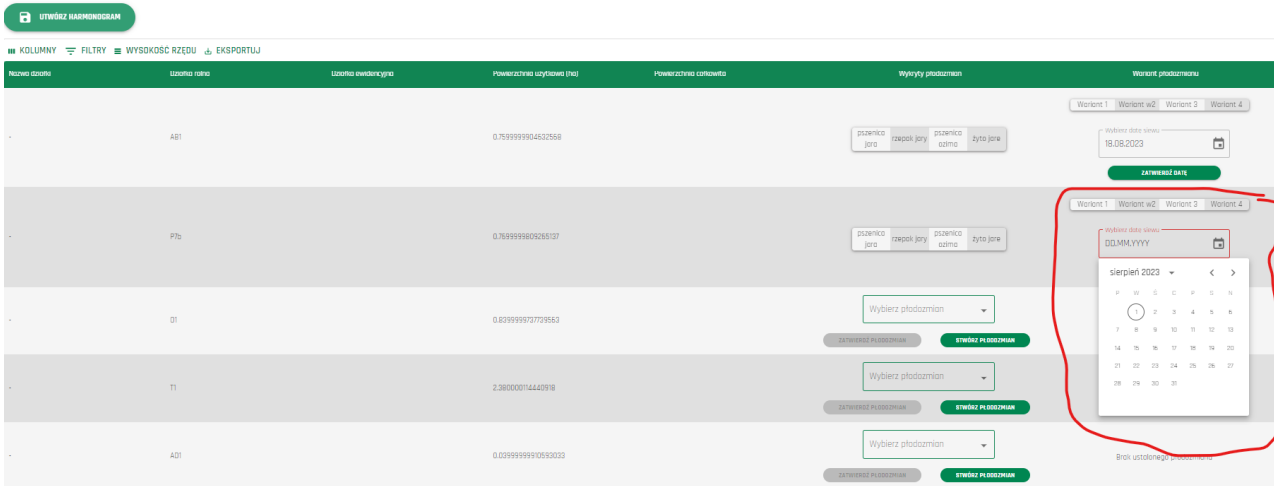 UTWÓRZ HARMONOGRAM
KOLUMNY FILTRY WYSOKOŚĆ RZĘDU EKSPORTUJ
Nazwa działki Działka rolna Działka ewidencyjna Powierzchnia użytkowa (ha) Powierzchnia całkowita Wykryty płodozmian Wariant płodozmianu
Wariant 1 Wariant w2 Wariant 3 Wariant 4
- AB1 0.7599999904632568 pszenica jara rzepak jary pszenica ozima żyto jare
Wybierz datę siewu
18.08.2023
ZATWIERDŹ DATĘ
Wariant 1 Wariant w2 Wariant 3 Wariant 4
- P7b 0.7599999809265137 pszenica jara rzepak jary pszenica ozima żyto jare
Wybierz datę siewu
DD.MM.YYYY
sierpień 2023
P W Ś C P S N
1 2 3 4 5 6
7 8 9 10 11 12 13
14 15 16 17 18 19 20
21 22 23 24 25 26 27
28 29 30 31
- D1 0.8399999737739563 Wybierz płodozmian
ZATWIERDŹ PŁODOZMIAN STWÓRZ PŁODOZMIAN
- T1 2.380000114440918 Wybierz płodozmian
ZATWIERDŹ PŁODOZMIAN STWÓRZ PŁODOZMIAN
- AD1 0.03999999910593033 Wybierz płodozmian
Brak ustalonego płodozmianu
ZATWIERDŹ PŁODOZMIAN STWÓRZ PŁODOZMIAN